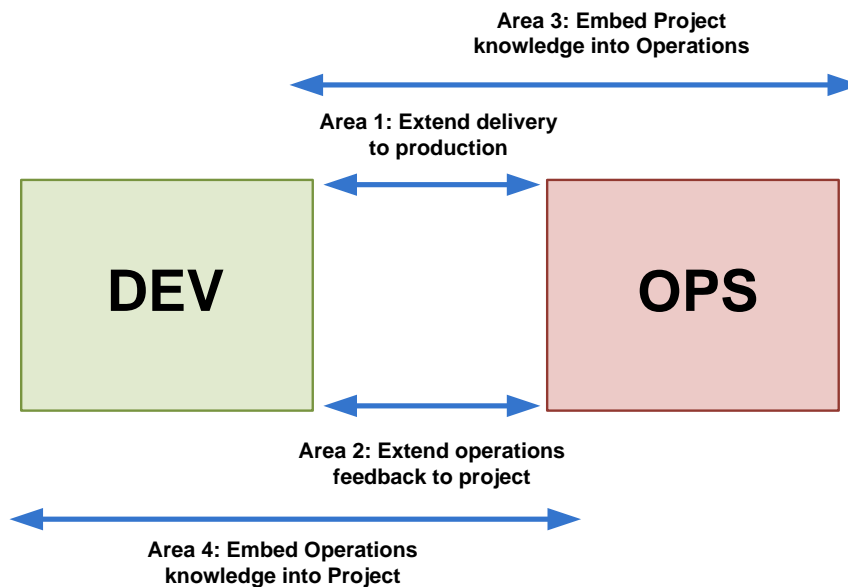 Area 3: Embed Project
knowledge into Operations
Area 1: Extend delivery
to production
DEV
OPS
Area 2: Extend operations
feedback to project
Area 4: Embed Operations
knowledge into Project